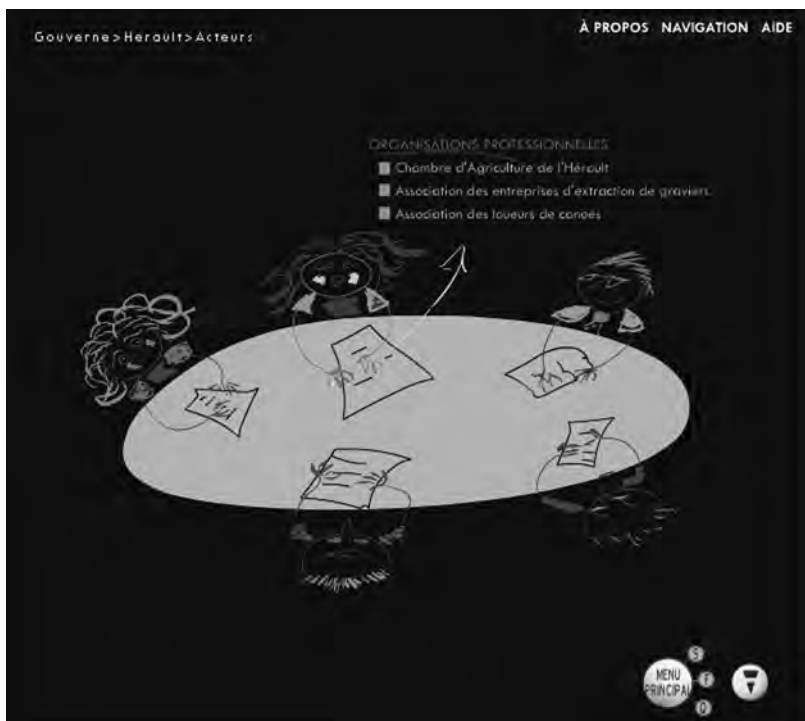 Gouverne>Herault>Acteurs
À PROPOS NAVIGATION AIDE
ORGANISATIONS PROFESSIONNELLES
Chambre d'Agriculture de l'Hérault
Association des entreprises d'extraction de graviers
Association des loueurs de canoës
S
MENU
PRINCIPAL
F
Q